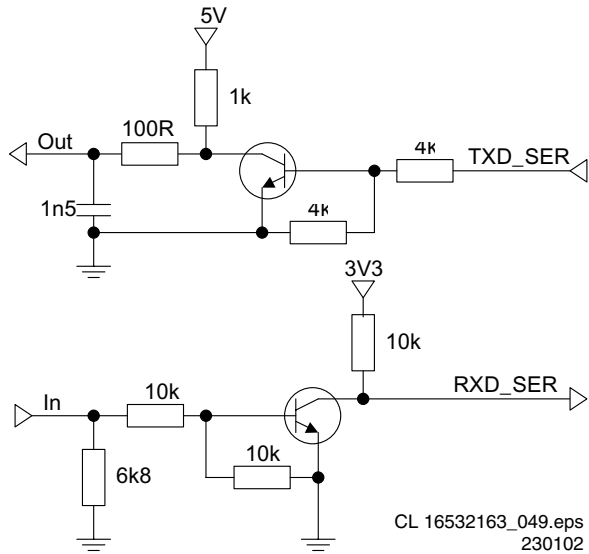 5V
1k
100R
Out
4k
TXD_SER
1n5
4k
3V3
10k
RXD_SER
In
10k
10k
6k8
CL 16532163_049.eps
230102